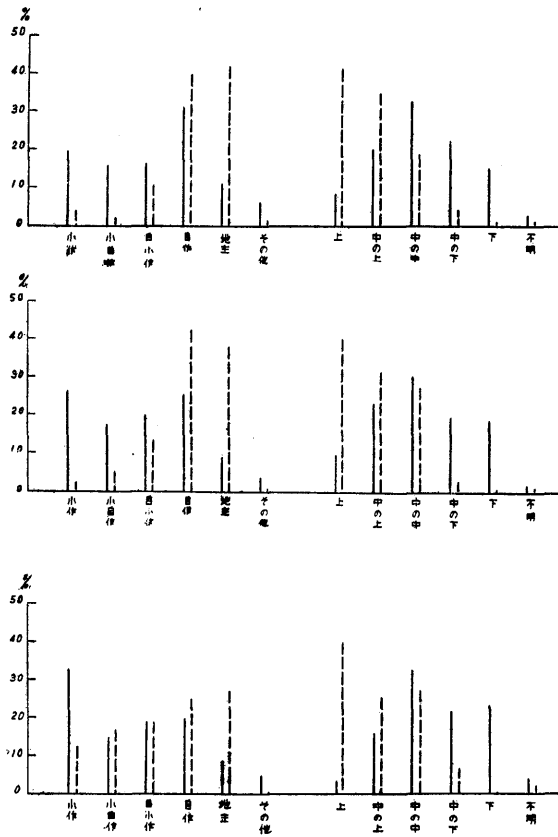 %
50
40
30
20
10
0
小作
小自作
自小作
自作
地主
その他
上
中の上
中の中
中の下
下
不明
%
50
40
30
20
10
0
小作
小自作
自小作
自作
地主
その他
上
中の上
中の中
中の下
下
不明
%
50
40
30
20
10
0
小作
小自作
自小作
自作
地主
その他
上
中の上
中の中
中の下
下
不明